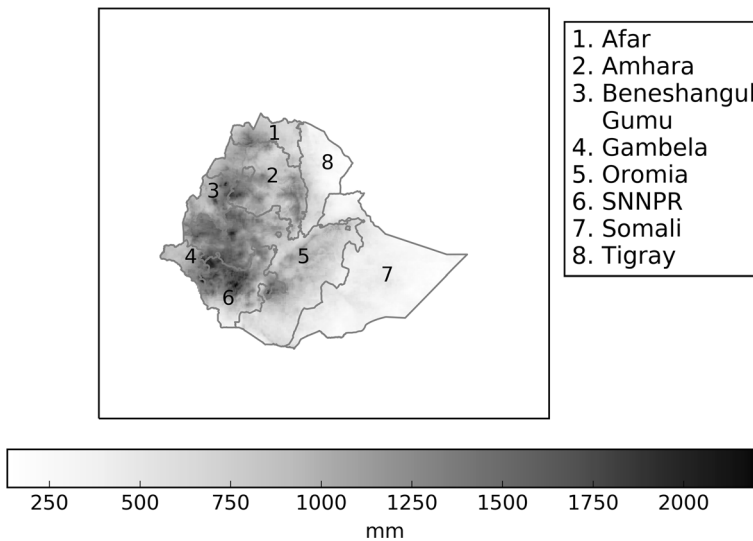 1
8
2
3
4
5
7
6
1. Afar
2. Amhara
3. Beneshangul
Gumu
4. Gambela
5. Oromia
6. SNNPR
7. Somali
8. Tigray
250 500 750 1000 1250 1500 1750 2000
mm